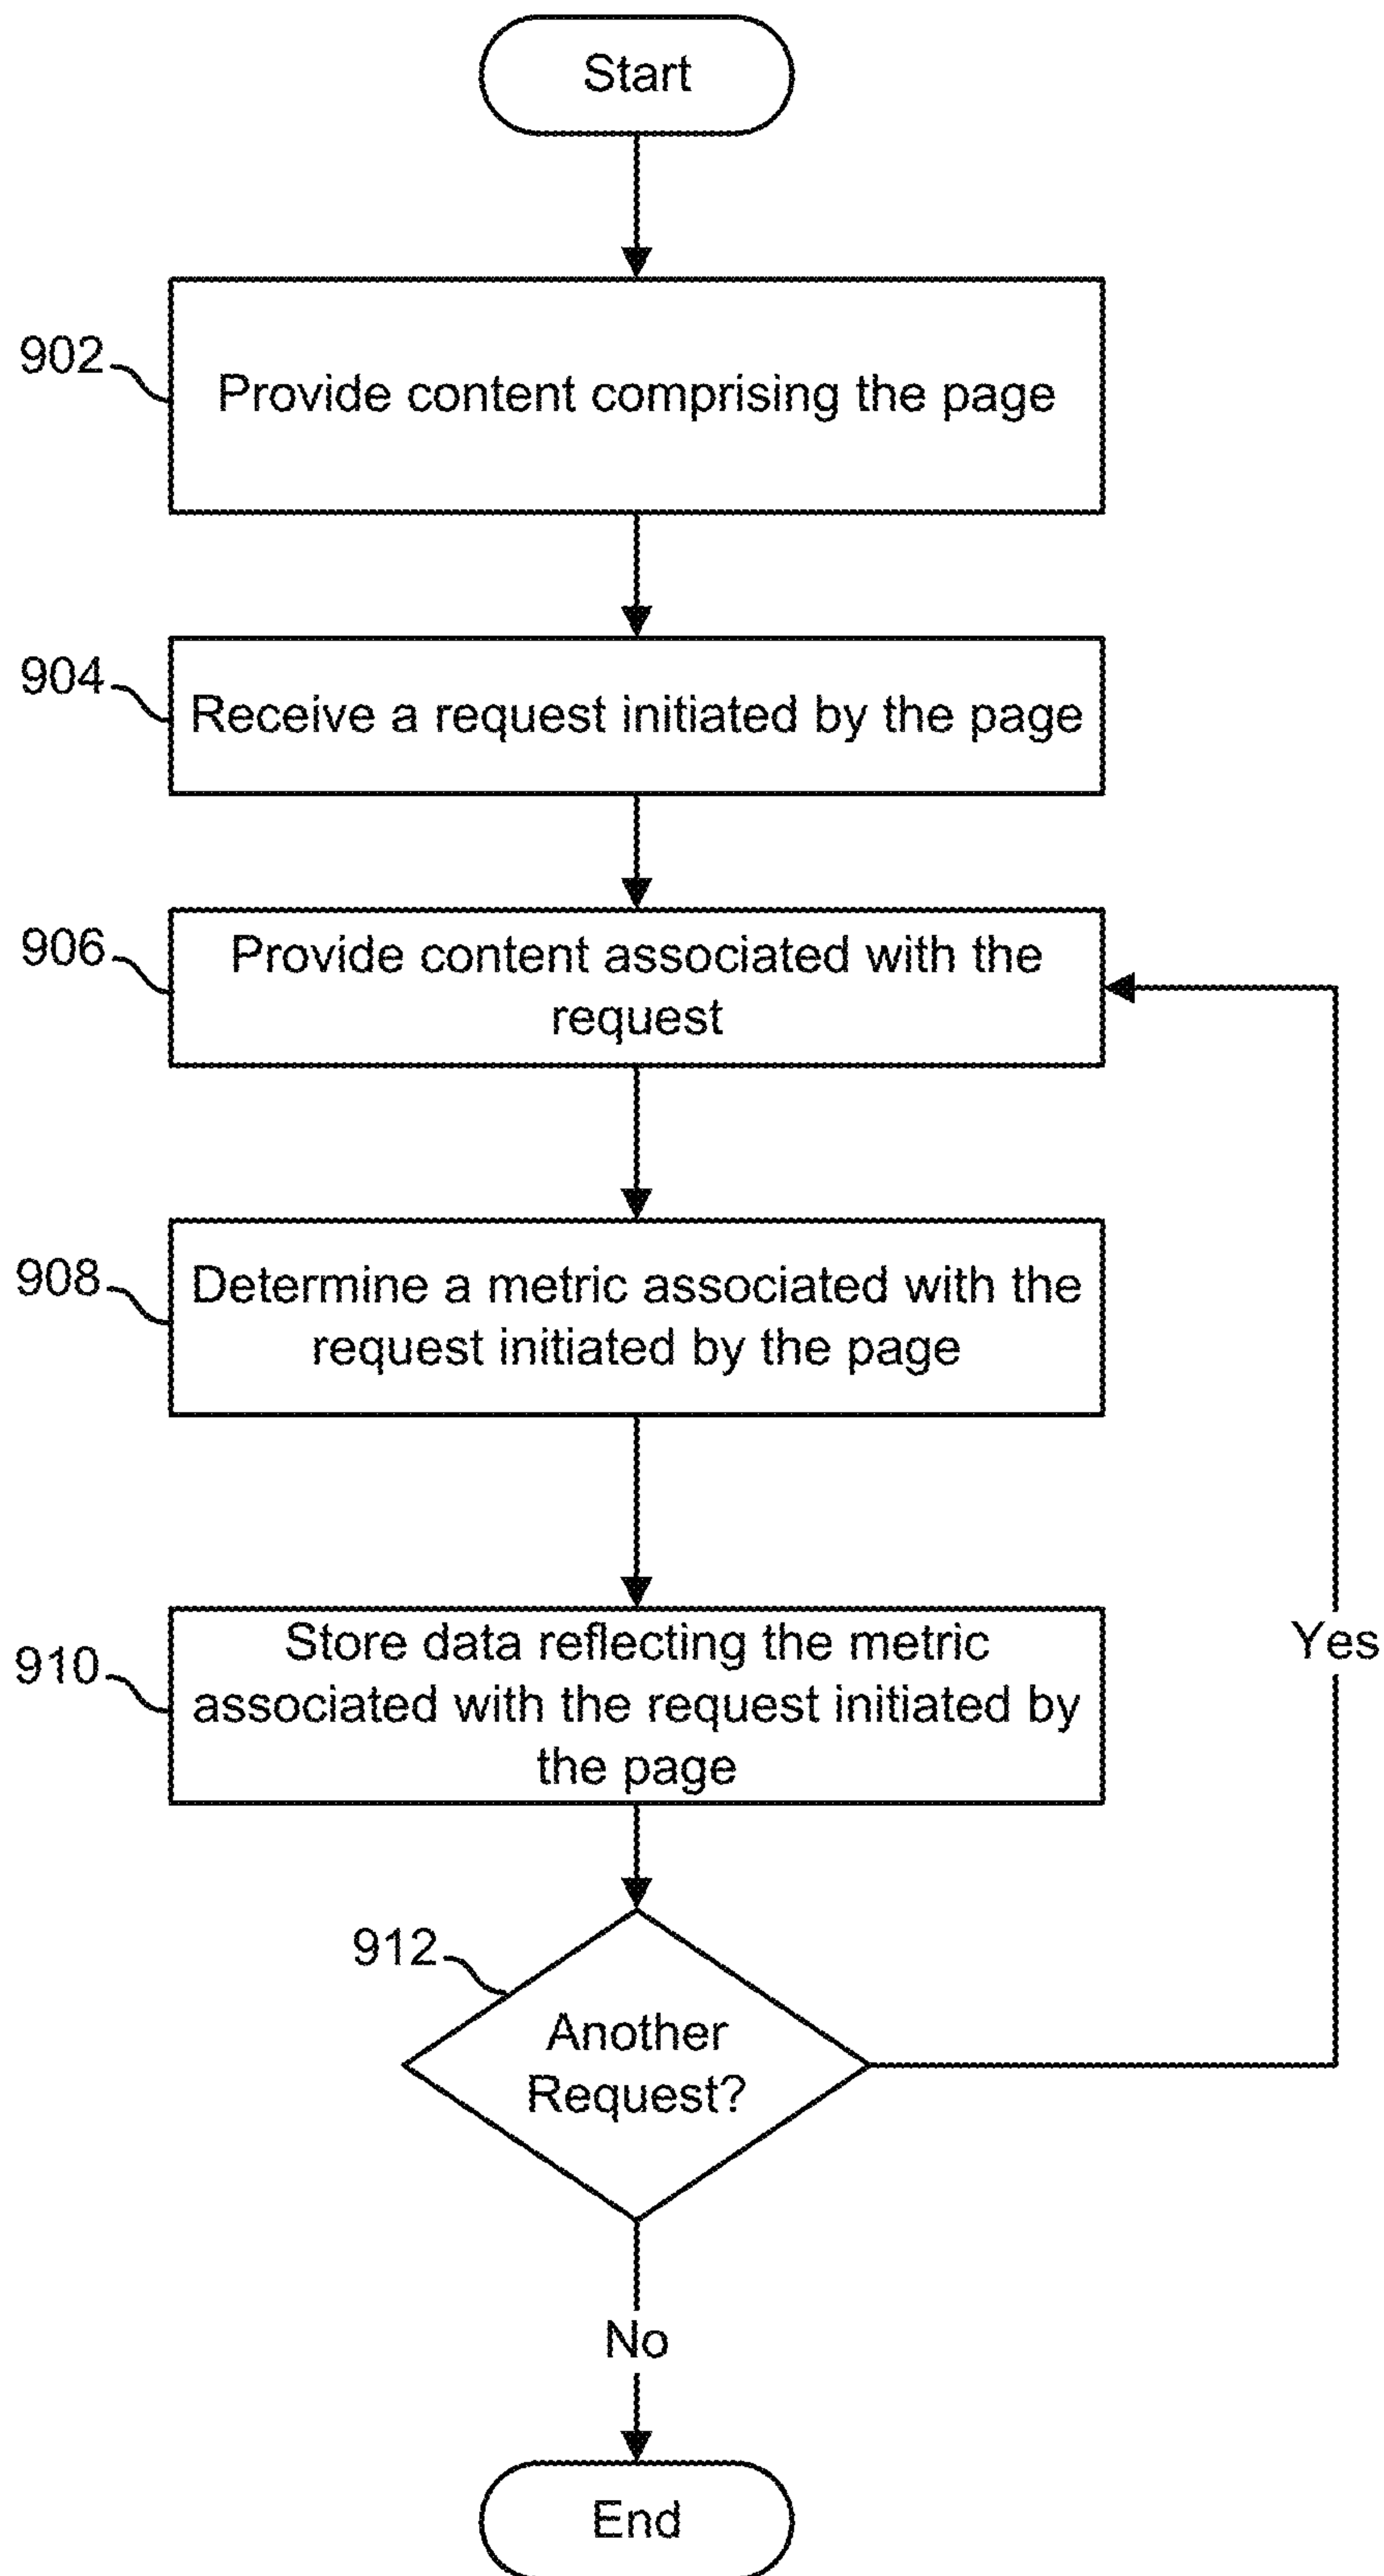 Start
902
Provide content comprising the page
904
Receive a request initiated by the page
906
Provide content associated with the
request
908
Determine a metric associated with the
request initiated by the page
910
Store data reflecting the metric
associated with the request initiated by
the page
Yes
912
Another
Request?
No
End